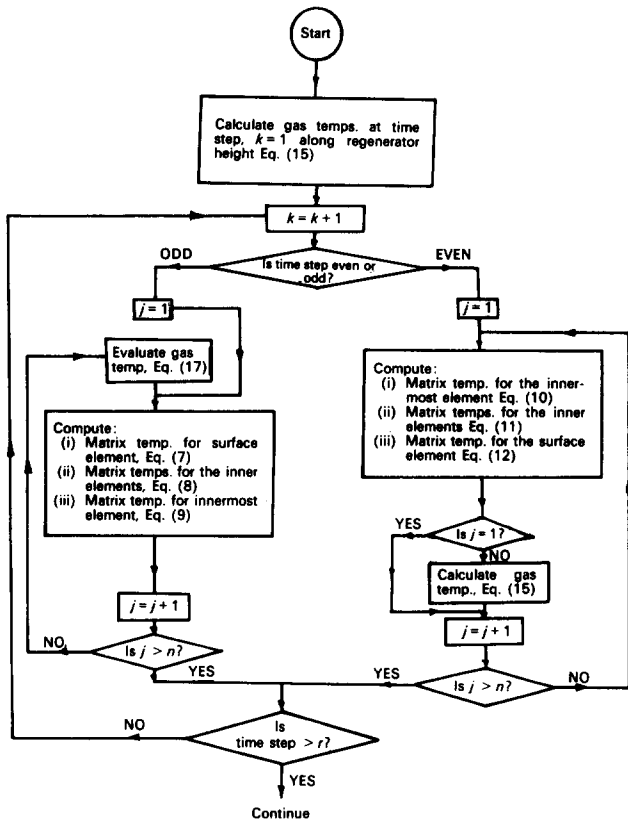 Start
Calculate gas temps. at time
step, k = 1 along regenerator
height Eq. (15)
k = k + 1
ODD
EVEN
Is time step even or
odd?
j = 1
j = 1
Evaluate gas
temp, Eq. (17)
Compute:
(i) Matrix temp. for surface
element, Eq. (7)
(ii) Matrix temps. for the inner
elements, Eq. (8)
(iii) Matrix temp. for innermost
element, Eq. (9)
Compute:
(i) Matrix temp. for the inner-
most element Eq. (10)
(ii) Matrix temps. for the inner
elements Eq. (11)
(iii) Matrix temp. for the surface
element Eq. (12)
YES
Is j = 1?
NO
Calculate gas
temp., Eq. (15)
j = j + 1
j = j + 1
NO
Is j > n?
YES
YES
Is j > n?
NO
NO
Is
time step > r?
YES
Continue